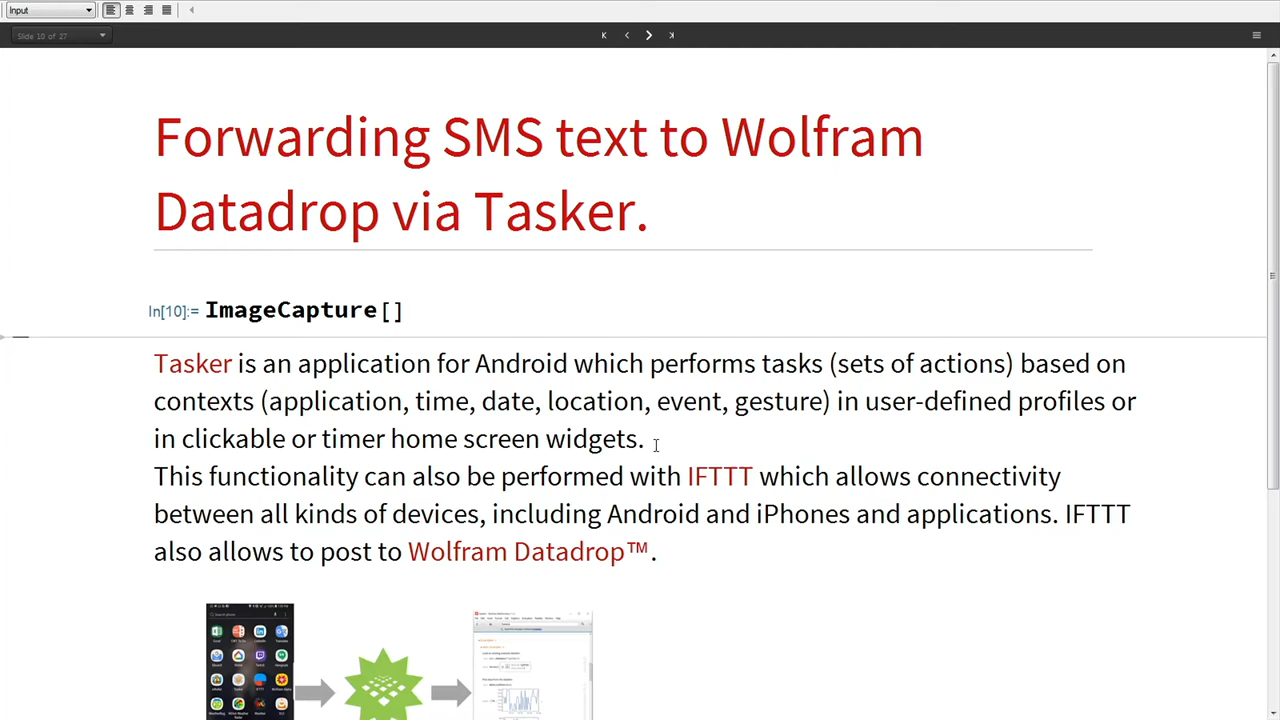 Input
Slide 10 of 27
Forwarding SMS text to Wolfram
Datadrop via Tasker.
In[10]:= ImageCapture[]
Tasker is an application for Android which performs tasks (sets of actions) based on
contexts (application, time, date, location, event, gesture) in user-defined profiles or
in clickable or timer home screen widgets.
This functionality can also be performed with IFTTT which allows connectivity
between all kinds of devices, including Android and iPhones and applications. IFTTT
also allows to post to Wolfram Datadrop™.